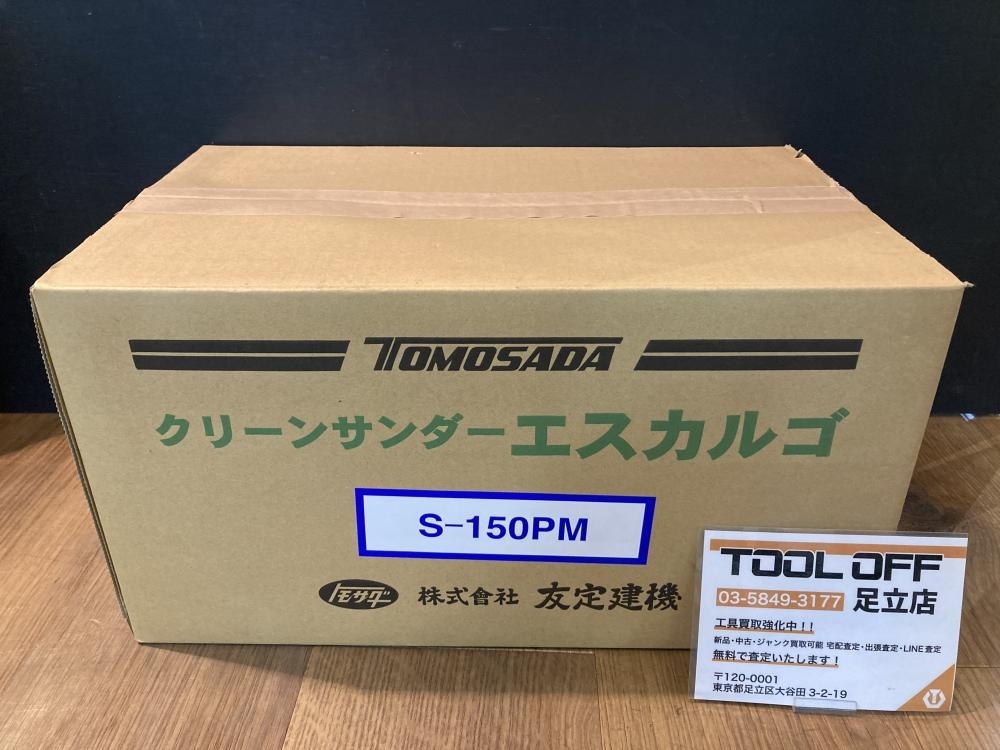 TOMOSADA
クリーンサンダーエスカルゴ
S-150PM
トモサダ 株式會社 友定建機
TOOL OFF
03-5849-3177 足立店
工具買取強化中!!
新品・中古・ジャンク買取可能 宅配査定・出張査定・LINE査定
無料で査定いたします!
〒120-0001
東京都足立区大谷田 3-2-19